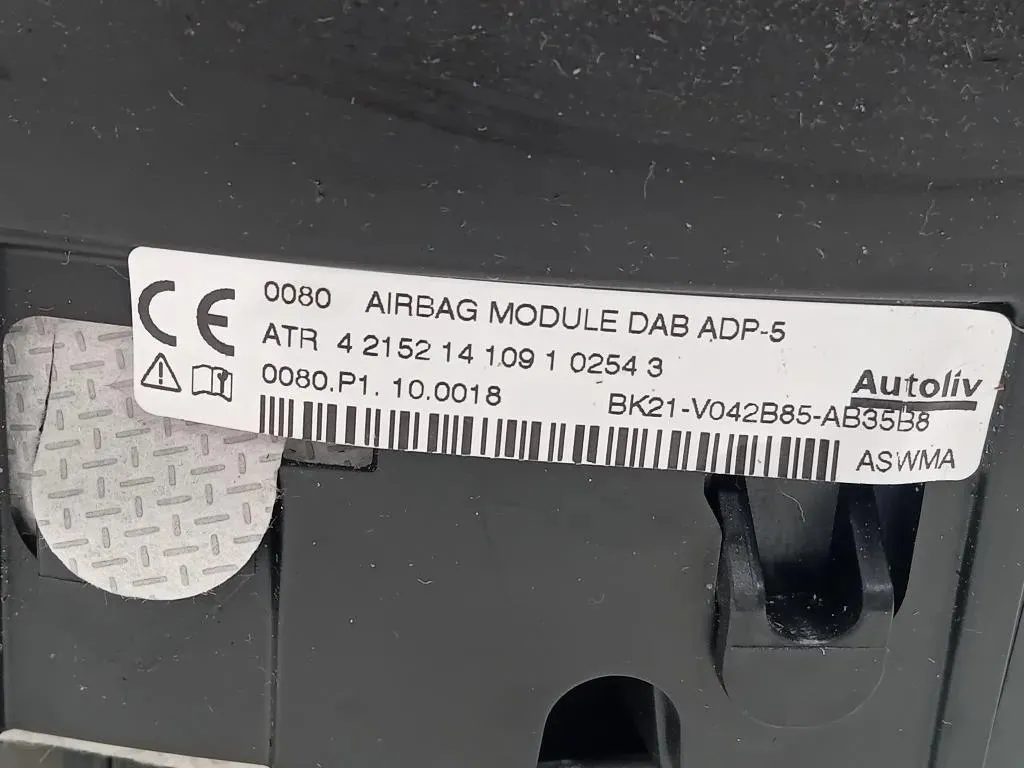 CE 0080 AIRBAG MODULE DAB ADP-5
ATR 4 2152 14 109 1 0254 3
Autoliv
0080.P1. 10.0018 BK21-V042B85-AB35B8
ASWMA